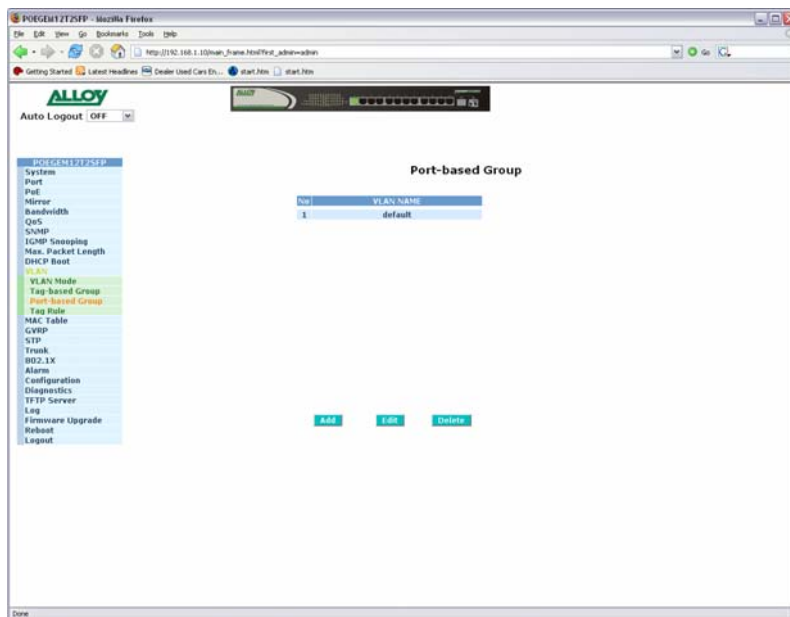 POEGEM12T2SFP - Mozilla Firefox
File Edit View Go Bookmarks Tools Help
http://192.168.1.10/main_frame.html?first_admin=admin
Go
Getting Started Latest Headlines Dealer Used Cars En... start.htm start.htm
ALLOY
Auto Logout OFF
POEGEM12T2SFP
System
Port
PoE
Mirror
Bandwidth
QoS
SNMP
IGMP Snooping
Max. Packet Length
DHCP Boot
VLAN
VLAN Mode
Tag-based Group
Port-based Group
Tag Rule
MAC Table
GVRP
STP
Trunk
802.1X
Alarm
Configuration
Diagnostics
TFTP Server
Log
Firmware Upgrade
Reboot
Logout
Port-based Group
No VLAN NAME
1 default
Add Edit Delete
Done